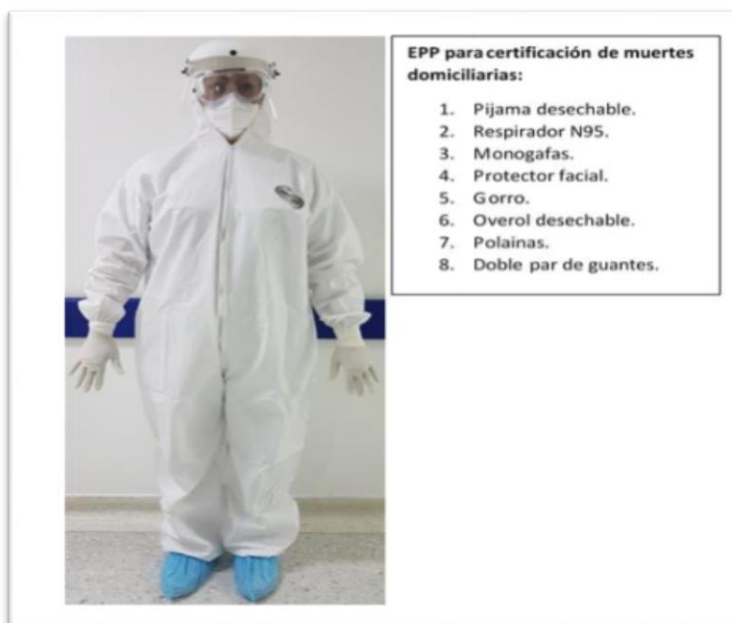 EPP para certificación de muertes
domiciliarias:
1. Pijama desechable.
2. Respirador N95.
3. Monogafas.
4. Protector facial.
5. Gorro.
6. Overol desechable.
7. Polainas.
8. Doble par de guantes.